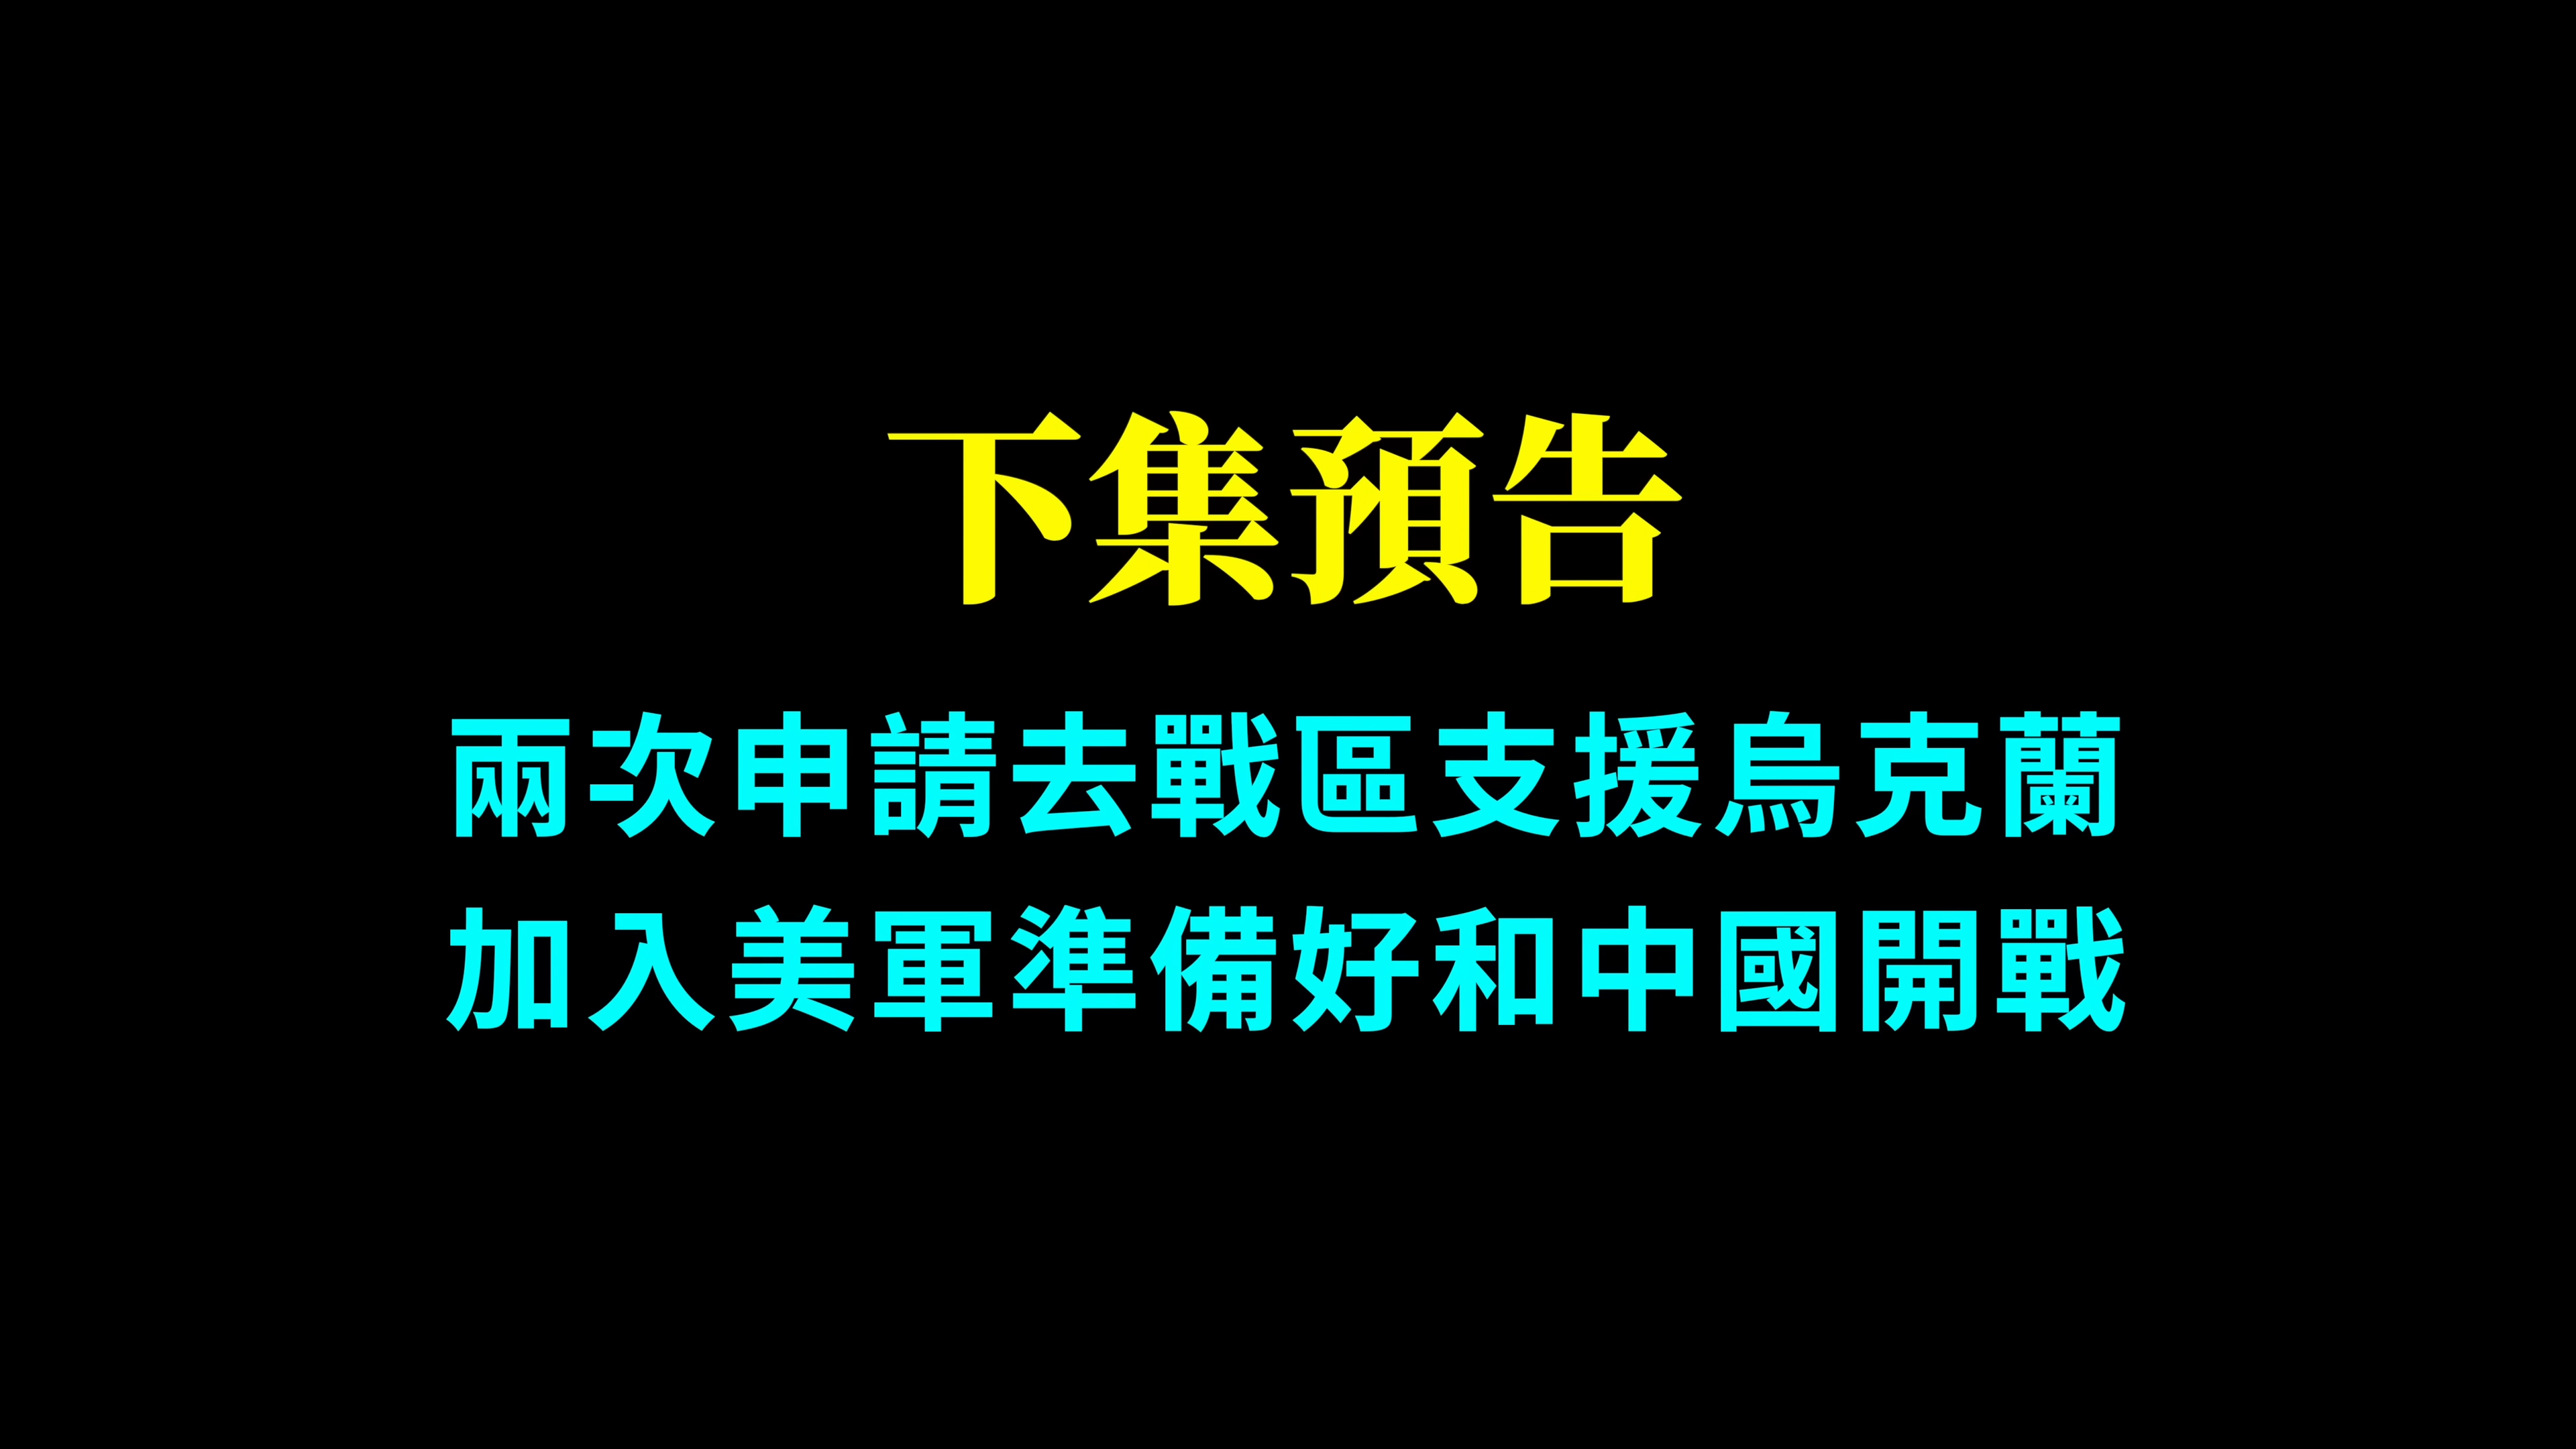 下集預告
兩次申請去戰區支援烏克蘭
加入美軍準備好和中國開戰